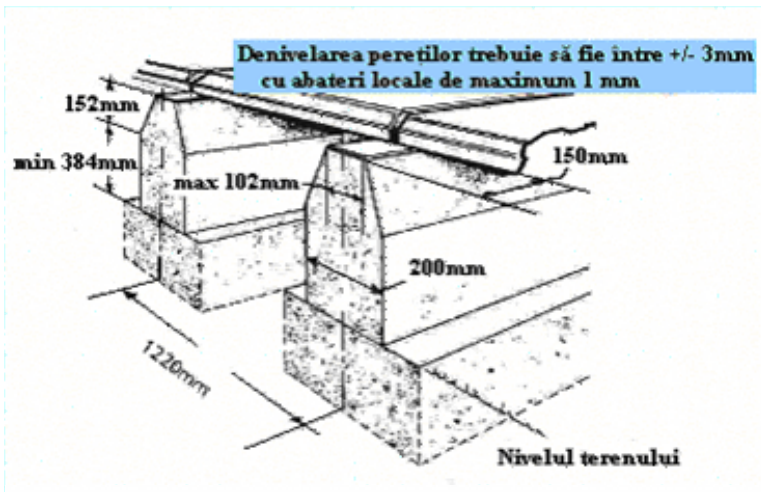 Denivelarea pereților trebuie să fie între +/- 3mm
cu abateri locale de maximum 1 mm
152mm
min 384mm
max 102mm
150mm
200mm
1220mm
Nivelul terenului